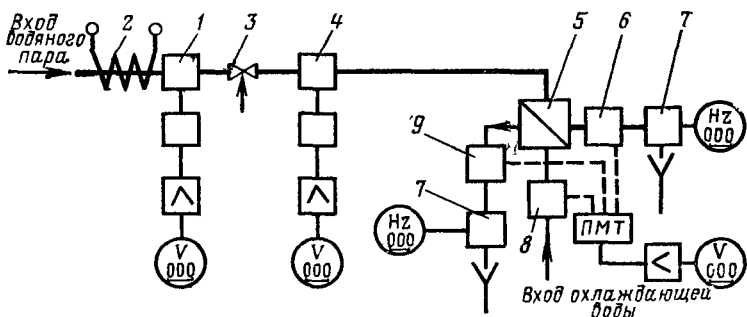 Вход
водяного
пара
2
1
3
4
5
6
7
Hz
000
9
7
Hz
000
8
ПМТ
V
000
V
000
V
000
Вход охлаждающей
воды